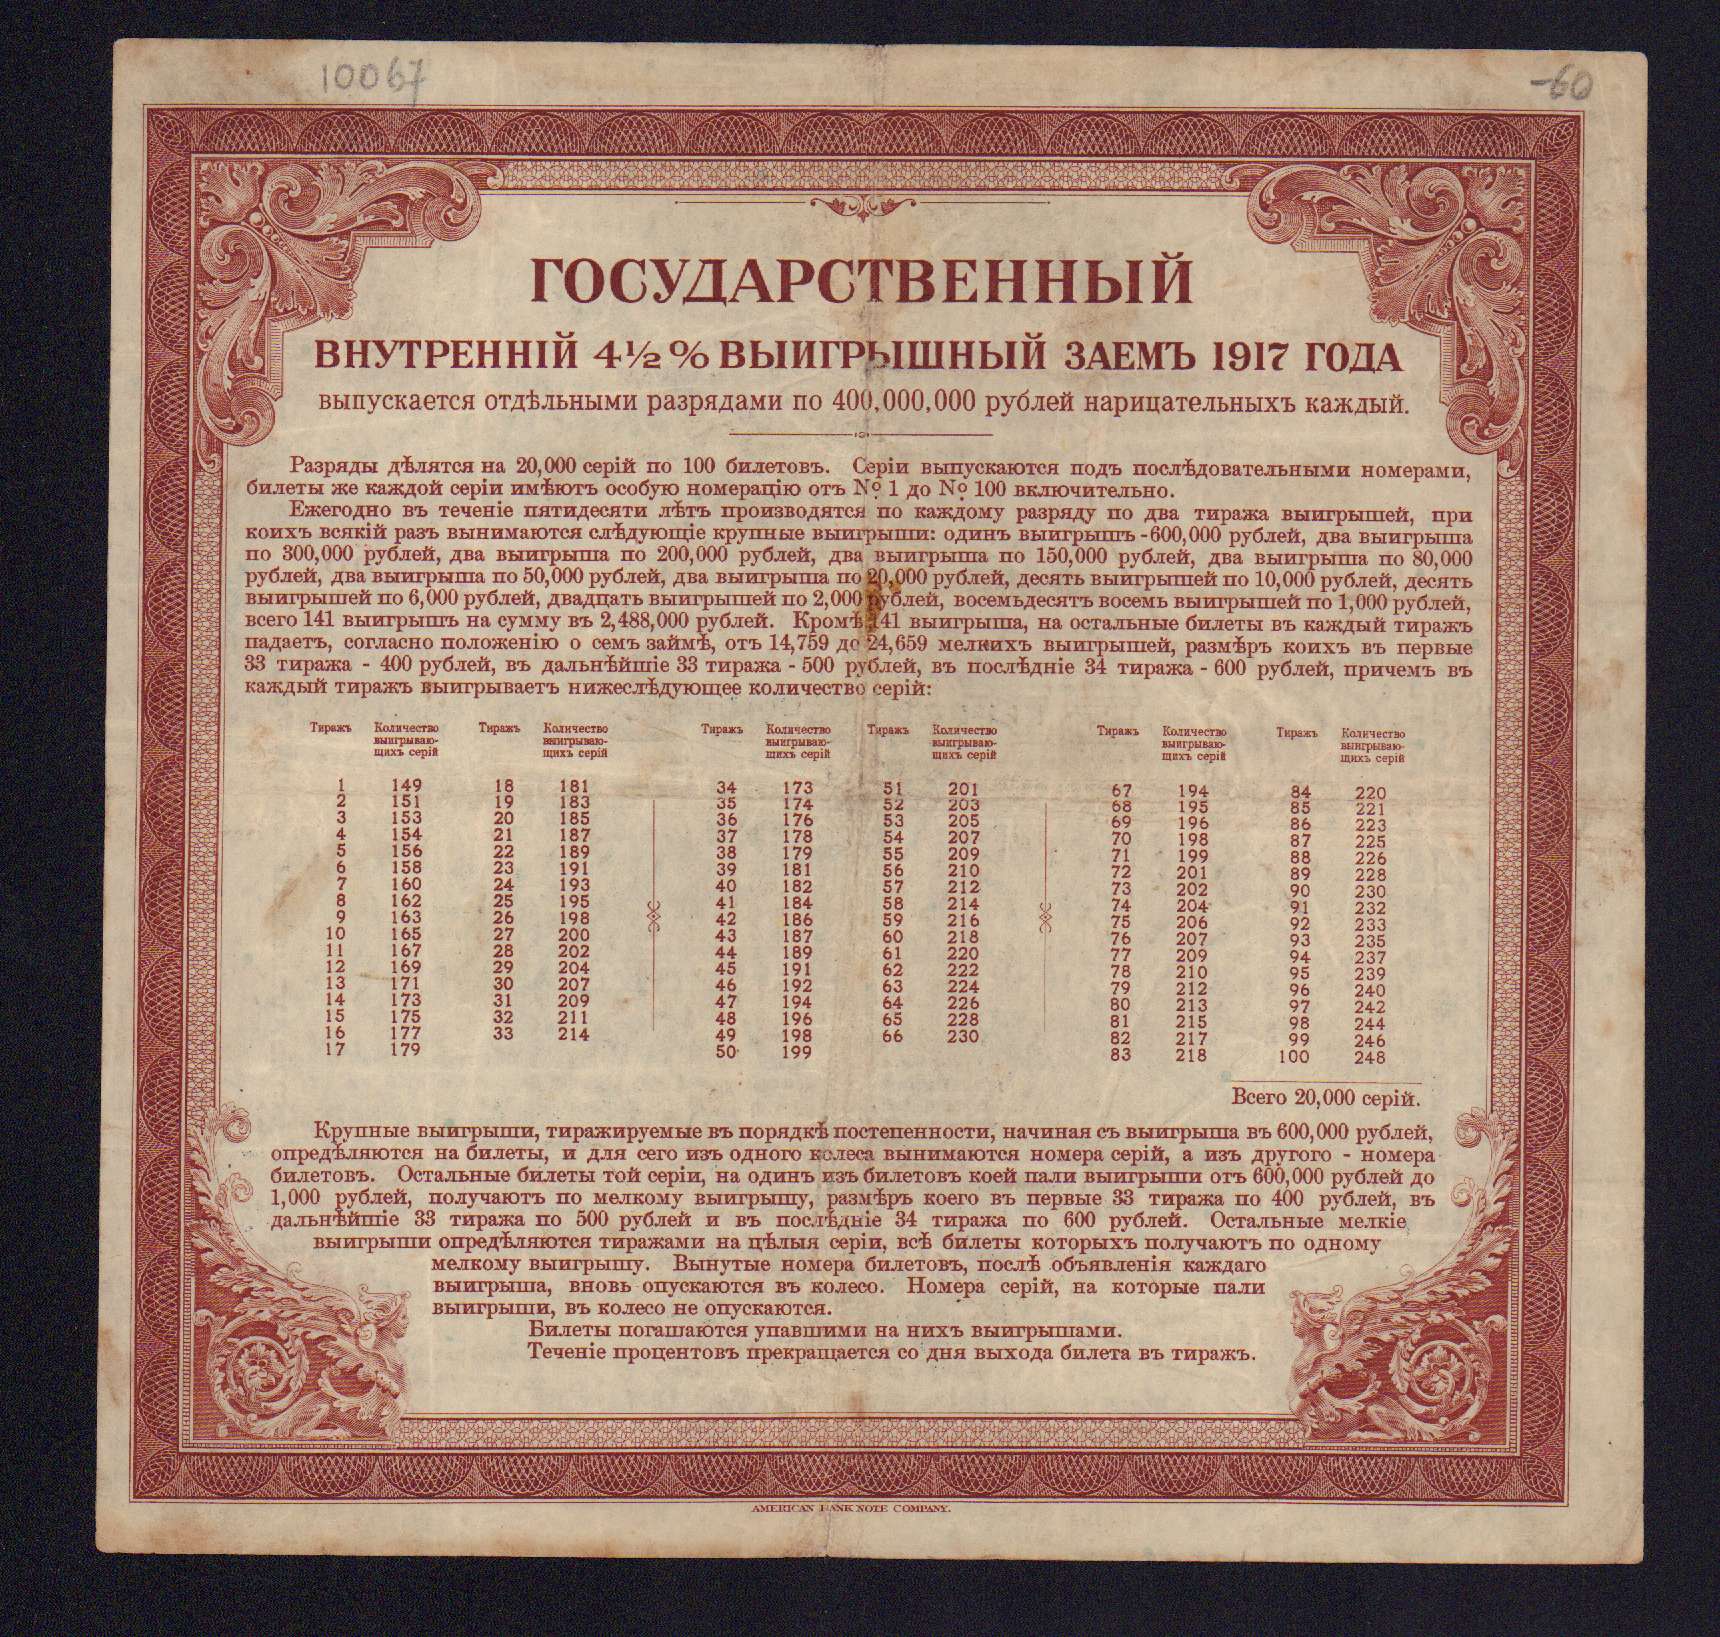 10067
-60
ГОСУДАРСТВЕННЫЙ
ВНУТРЕННІЙ 4½% ВЫИГРЫШНЫЙ ЗАЕМЪ 1917 ГОДА
выпускается отдѣльными разрядами по 400,000,000 рублей нарицательныхъ каждый.
Разряды дѣлятся на 20,000 серій по 100 билетовъ. Серіи выпускаются подъ послѣдовательными номерами,
билеты же каждой серіи имѣютъ особую номерацію отъ № 1 до № 100 включительно.
Ежегодно въ теченіе пятидесяти лѣтъ производятся по каждому разряду по два тиража выигрышей, при
коихъ всякій разъ вынимаются слѣдующіе крупные выигрыши: одинъ выигрышъ-600,000 рублей, два выигрыша
по 300,000 рублей, два выигрыша по 200,000 рублей, два выигрыша по 150,000 рублей, два выигрыша по 80,000
рублей, два выигрыша по 50,000 рублей, два выигрыша по 20,000 рублей, десять выигрышей по 10,000 рублей, десять
выигрышей по 6,000 рублей, двадцать выигрышей по 2,000 рублей, восемьдесятъ восемь выигрышей по 1,000 рублей,
всего 141 выигрышъ на сумму въ 2,488,000 рублей. Кромѣ 141 выигрыша, на остальные билеты въ каждый тиражъ
падаетъ, согласно положенію о семъ займѣ, отъ 14,759 до 24,659 мелкихъ выигрышей, размѣръ коихъ въ первые
33 тиража - 400 рублей, въ дальнѣйшіе 33 тиража - 500 рублей, въ послѣдніе 34 тиража - 600 рублей, причемъ въ
каждый тиражъ выигрываетъ нижеслѣдующее количество серій:
Тиражъ Количество Тиражъ Количество Тиражъ Количество Тиражъ Количество Тиражъ Количество Тиражъ Количество
выигрываю- выигрываю- выигрываю- выигрываю- выигрываю- выигрываю-
щихъ серій щихъ серій щихъ серій щихъ серій щихъ серій щихъ серій
1 149 18 181 34 173 51 201 67 194 84 220
2 151 19 183 35 174 52 203 68 195 85 221
3 153 20 185 36 176 53 205 69 196 86 223
4 154 21 187 37 178 54 207 70 198 87 225
5 156 22 189 38 179 55 209 71 199 88 226
6 158 23 191 39 181 56 210 72 201 89 228
7 160 24 193 40 182 57 212 73 202 90 230
8 162 25 195 41 184 58 214 74 204 91 232
9 163 26 198 42 186 59 216 75 206 92 233
10 165 27 200 43 187 60 218 76 207 93 235
11 167 28 202 44 189 61 220 77 209 94 237
12 169 29 204 45 191 62 222 78 210 95 239
13 171 30 207 46 192 63 224 79 212 96 240
14 173 31 209 47 194 64 226 80 213 97 242
15 175 32 211 48 196 65 228 81 215 98 244
16 177 33 214 49 198 66 230 82 217 99 246
17 179 50 199 83 218 100 248
Всего 20,000 серій.
Крупные выигрыши, тиражируемые въ порядкѣ постепенности, начиная съ выигрыша въ 600,000 рублей,
опредѣляются на билеты, и для сего изъ одного колеса вынимаются номера серій, а изъ другого - номера
билетовъ. Остальные билеты той серіи, на одинъ изъ билетовъ коей пали выигрыши отъ 600,000 рублей до
1,000 рублей, получаютъ по мелкому выигрышу, размѣръ коего въ первые 33 тиража по 400 рублей, въ
дальнѣйшіе 33 тиража по 500 рублей и въ послѣдніе 34 тиража по 600 рублей. Остальные мелкіе
выигрыши опредѣляются тиражами на цѣлыя серіи, всѣ билеты которыхъ получаютъ по одному
мелкому выигрышу. Вынутые номера билетовъ, послѣ объявленія каждаго
выигрыша, вновь опускаются въ колесо. Номера серій, на которые пали
выигрыши, въ колесо не опускаются.
Билеты погашаются упавшими на нихъ выигрышами.
Теченіе процентовъ прекращается со дня выхода билета въ тиражъ.
AMERICAN BANK NOTE COMPANY.